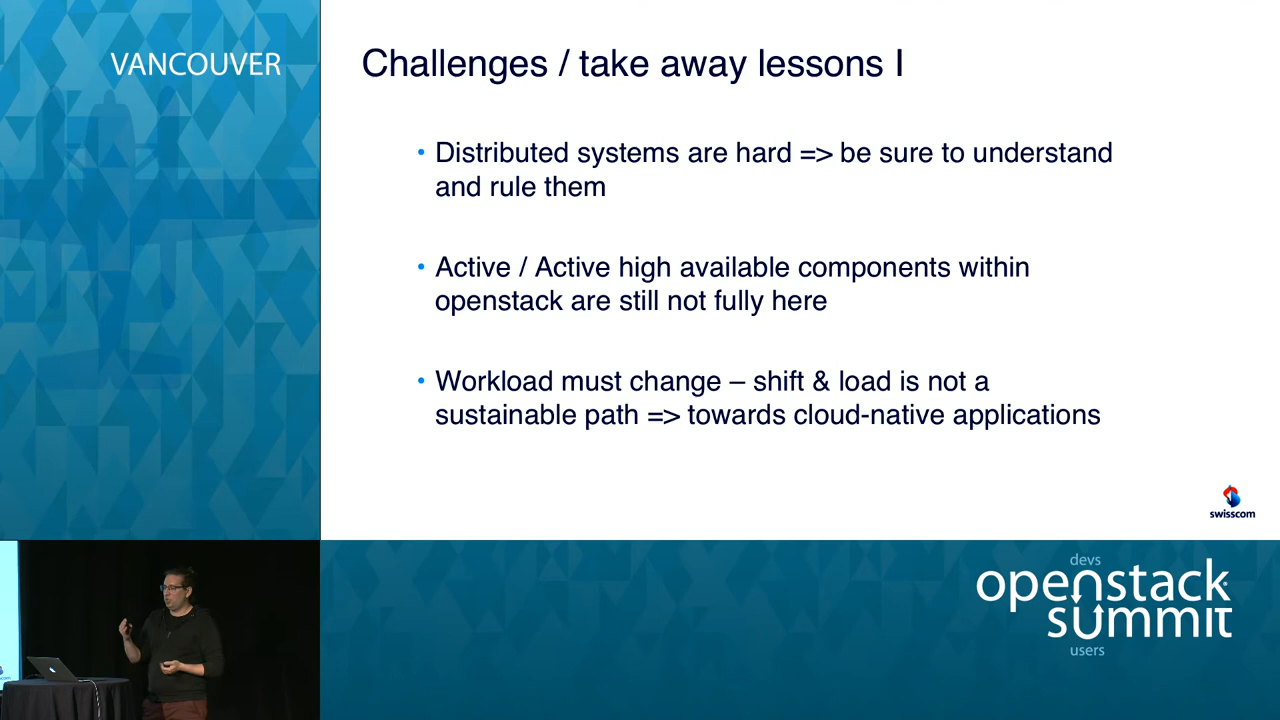 VANCOUVER
Challenges / take away lessons I
• Distributed systems are hard => be sure to understand
and rule them
• Active / Active high available components within
openstack are still not fully here
• Workload must change – shift & load is not a
sustainable path => towards cloud-native applications
swisscom
devs
openstack
summit
users